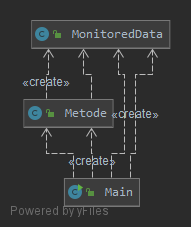 MonitoredData
«create»
Metode
«create»
«create»
Main
Powered by yFiles